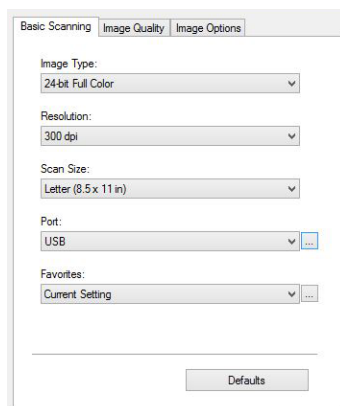 Basic Scanning Image Quality Image Options
Image Type:
24-bit Full Color
Resolution:
300 dpi
Scan Size:
Letter (8.5 x 11 in)
Port:
USB
...
Favorites:
Current Setting
...
Defaults